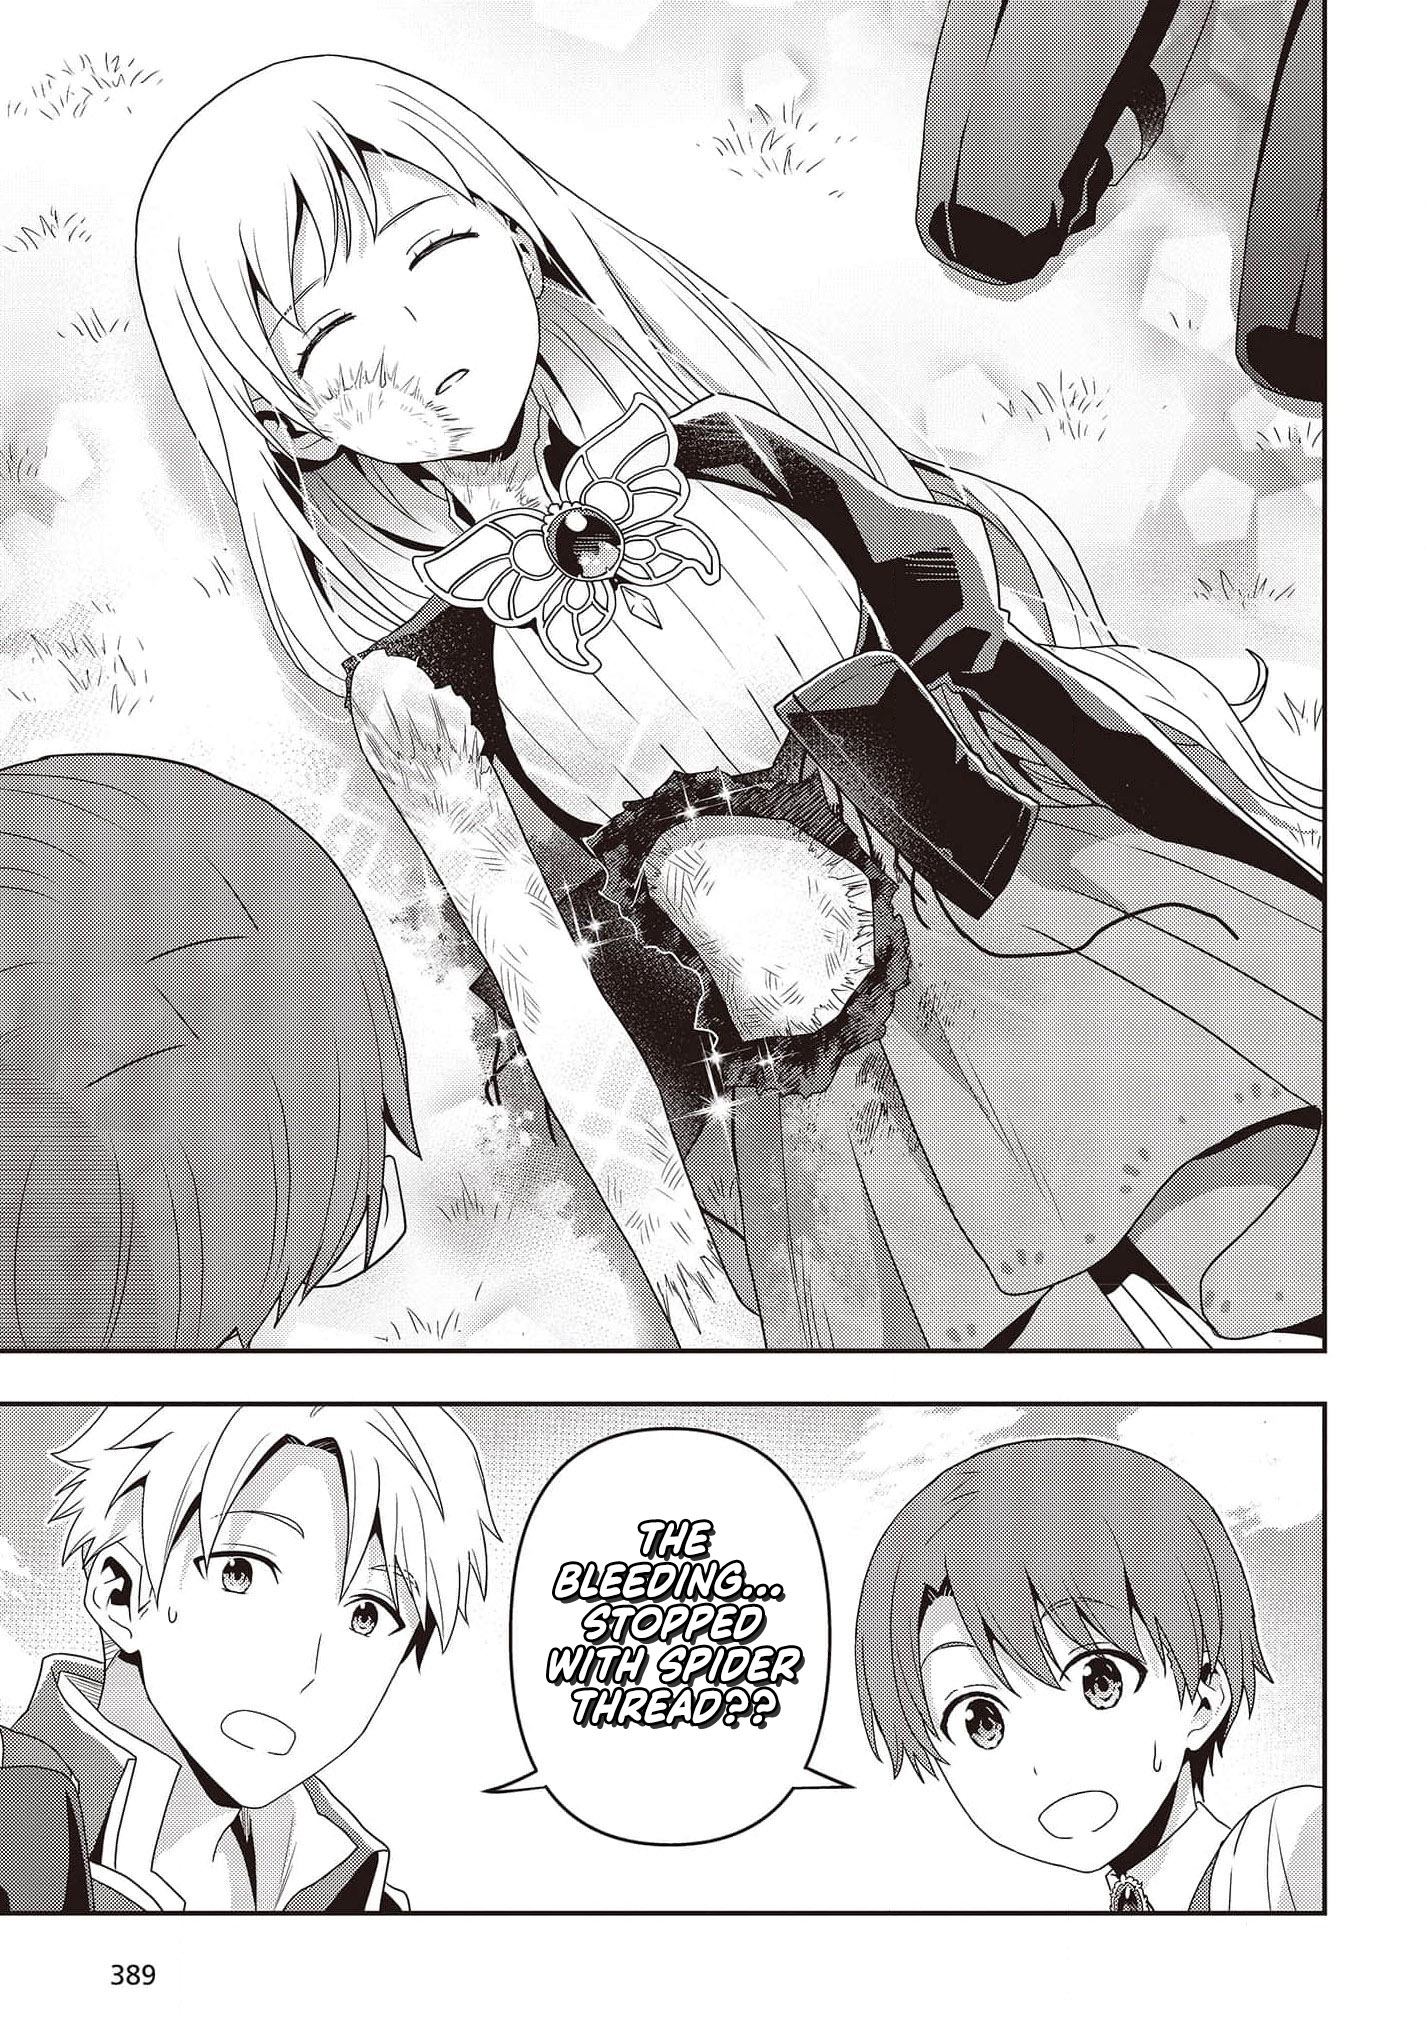 THE
BLEEDING...
STOPPED
WITH SPIDER
THREAD??
389